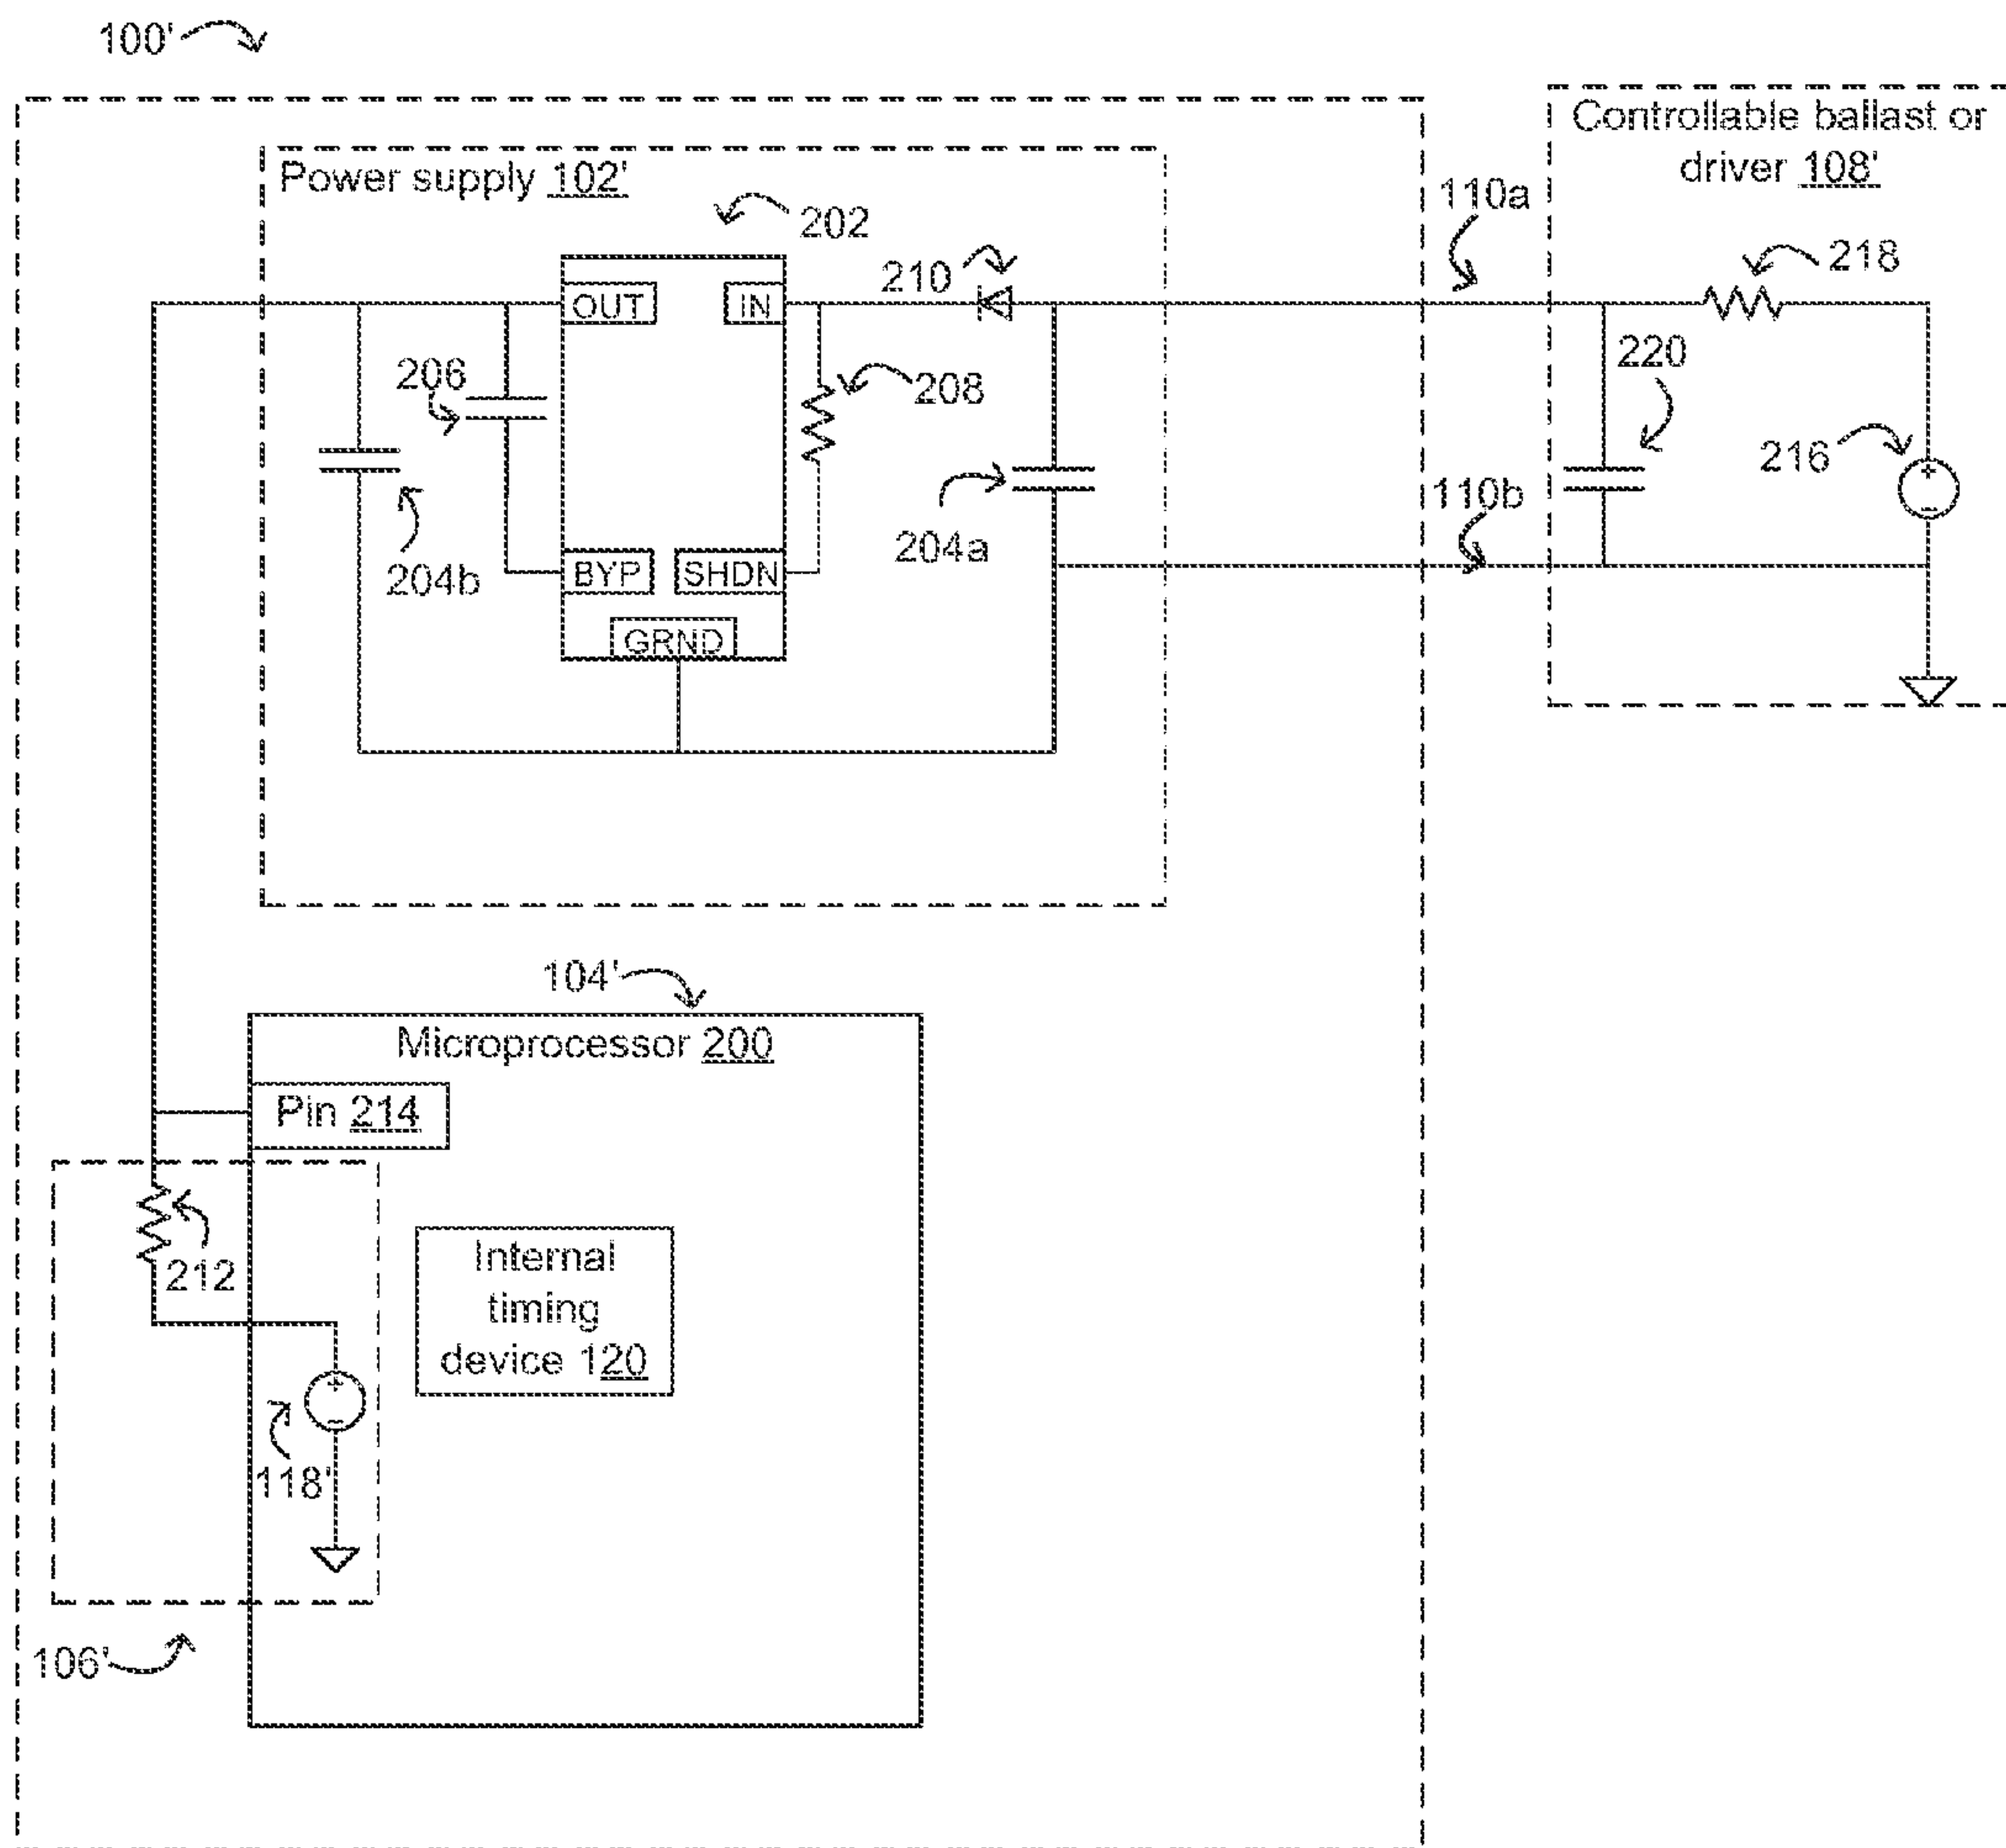 100'
Controllable ballast or
driver 108'
Power supply 102'
110a
202
218
210
OUT
IN
220
206
208
216
110b
204a
204b
BYP
SHDN
GRND
104'
Microprocessor 200
Pin 214
212
Internal
timing
device 120
118'
106'
+
-
+
-